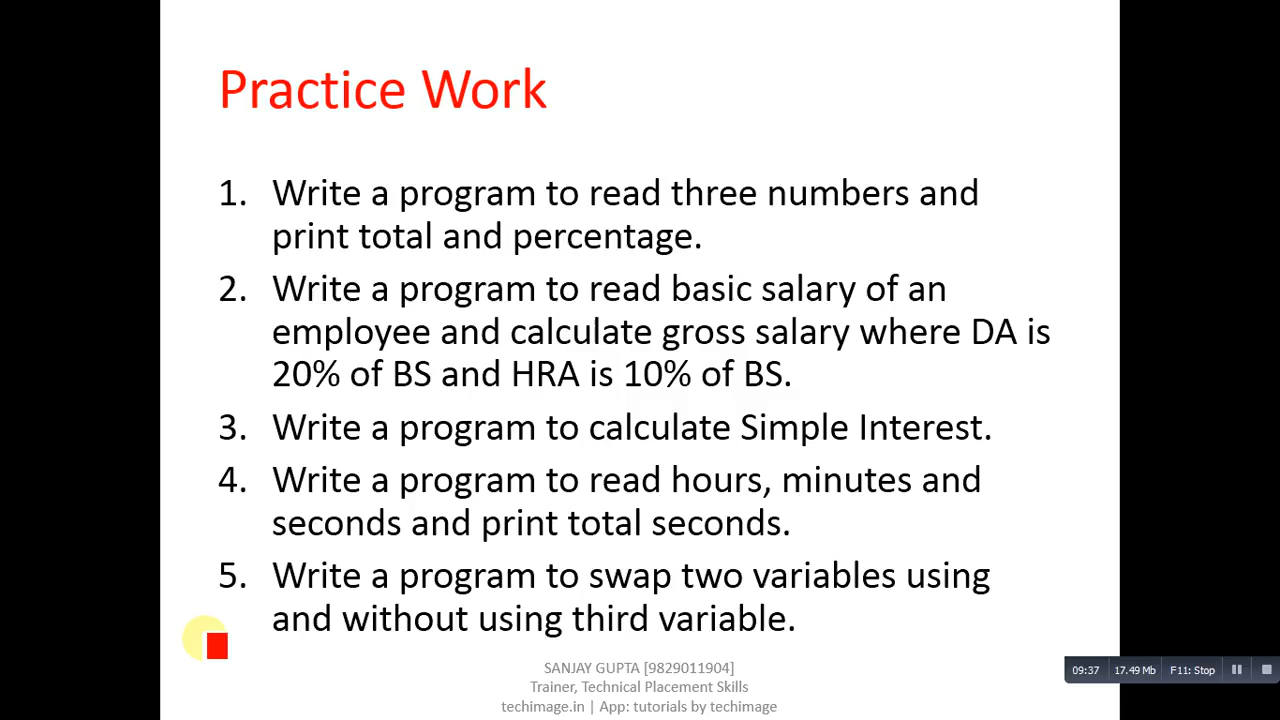 Practice Work
1. Write a program to read three numbers and
print total and percentage.
2. Write a program to read basic salary of an
employee and calculate gross salary where DA is
20% of BS and HRA is 10% of BS.
3. Write a program to calculate Simple Interest.
4. Write a program to read hours, minutes and
seconds and print total seconds.
5. Write a program to swap two variables using
and without using third variable.
SANJAY GUPTA [9829011904]
Trainer, Technical Placement Skills
techimage.in | App: tutorials by techimage
09:37 17.49 Mb F11: Stop